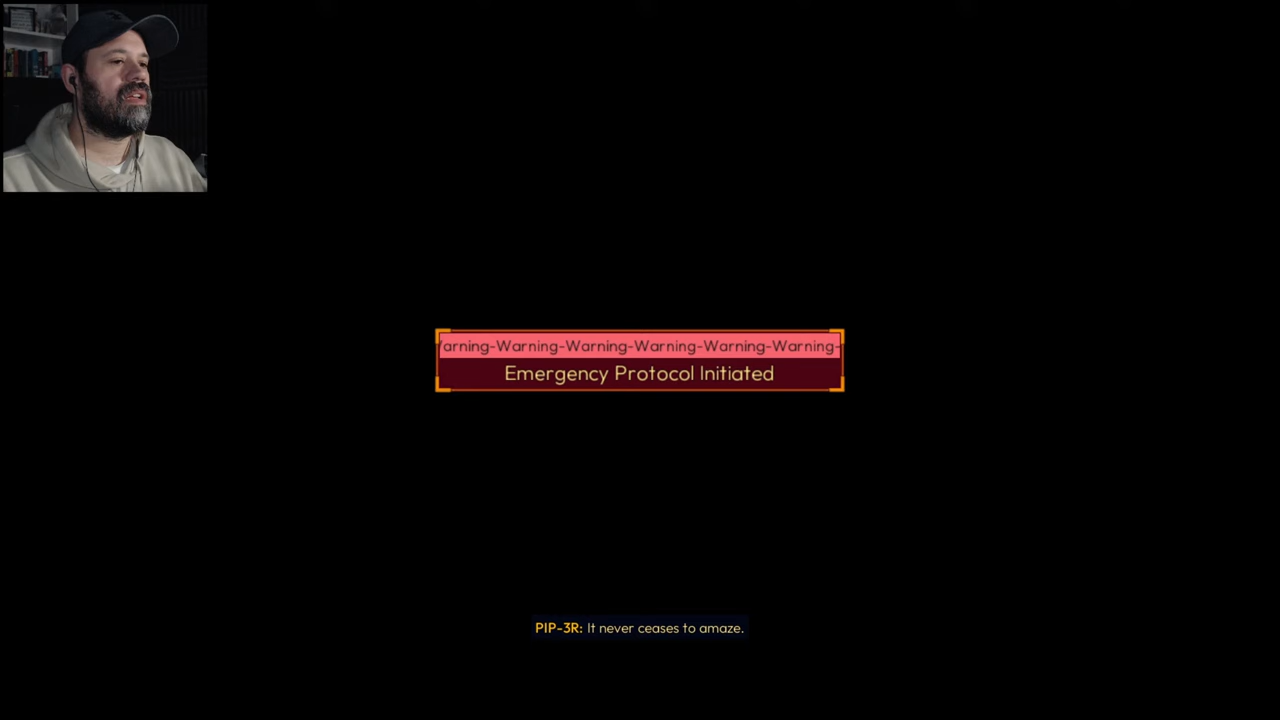 arning-Warning-Warning-Warning-Warning-Warning-
Emergency Protocol Initiated
PIP-3R: It never ceases to amaze.